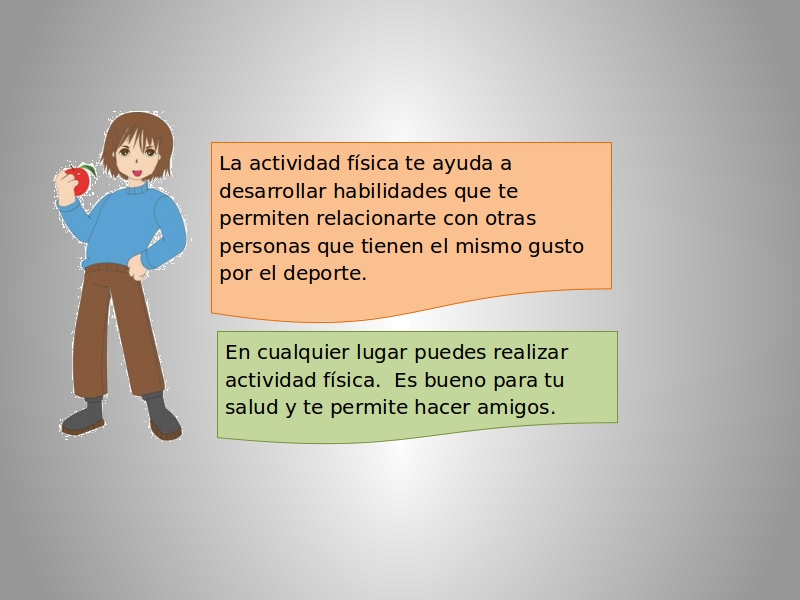 La actividad física te ayuda a
desarrollar habilidades que te
permiten relacionarte con otras
personas que tienen el mismo gusto
por el deporte.
En cualquier lugar puedes realizar
actividad física.  Es bueno para tu
salud y te permite hacer amigos.